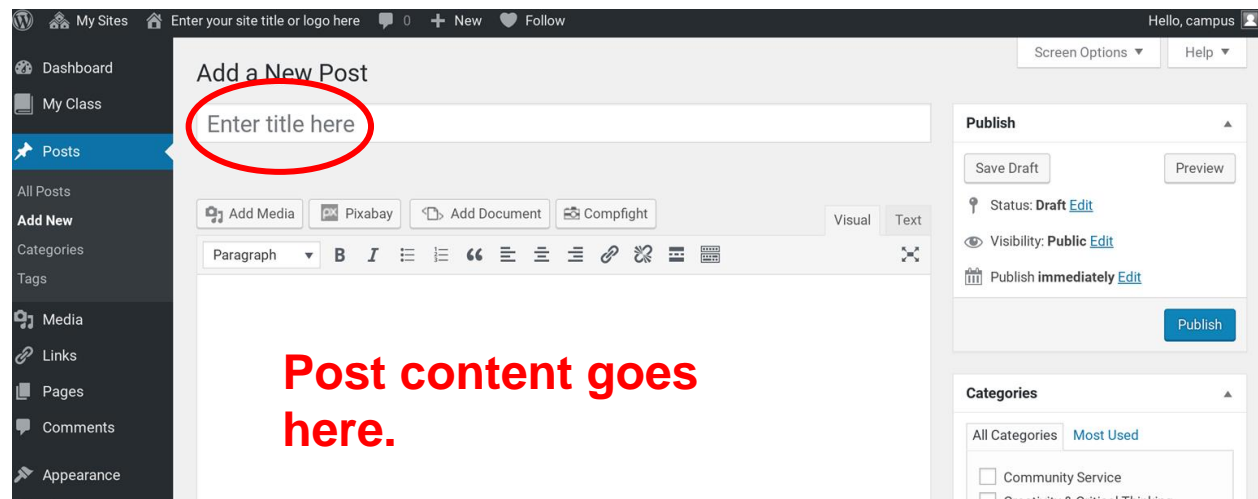 My Sites Enter your site title or logo here 0 New Follow Hello, campus
Screen Options Help
Dashboard
My Class
Posts
All Posts
Add New
Categories
Tags
Media
Links
Pages
Comments
Appearance
Add a New Post
Enter title here
Add Media Pixabay Add Document Compfight Visual Text
Paragraph B I
Post content goes
here.
Publish
Save Draft Preview
Status: Draft Edit
Visibility: Public Edit
Publish immediately Edit
Publish
Categories
All Categories Most Used
Community Service
Creativity & Critical Thinking